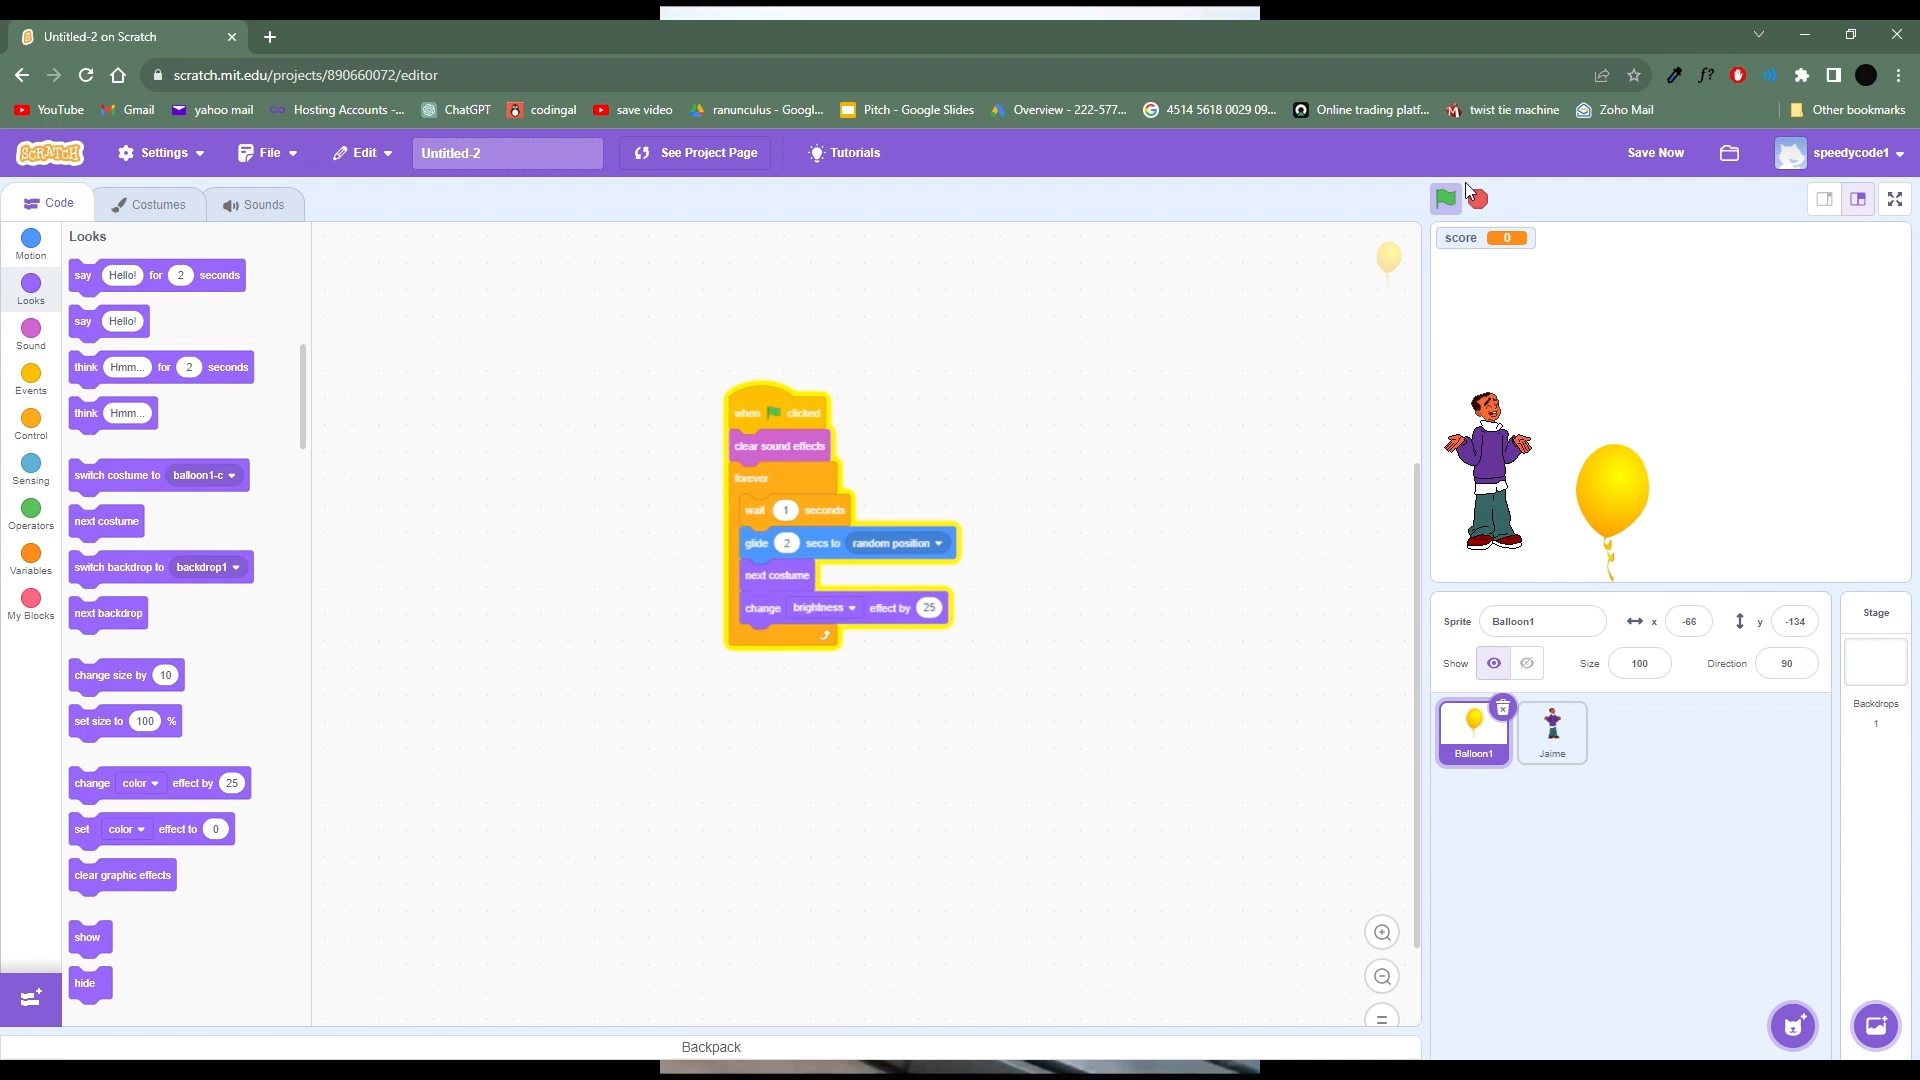 Untitled-2 on Scratch
scratch.mit.edu/projects/890660072/editor
f?
YouTube Gmail yahoo mail Hosting Accounts -... ChatGPT codingal save video ranunculus - Googl... Pitch - Google Slides Overview - 222-577... 4514 5618 0029 09... Online trading platf... twist tie machine Zoho Mail Other bookmarks
SCRATCH Settings File Edit Untitled-2 See Project Page Tutorials Save Now speedycode1
Code Costumes Sounds
Motion
Looks
Sound
Events
Control
Sensing
Operators
Variables
My Blocks
Looks
say Hello! for 2 seconds
say Hello!
think Hmm... for 2 seconds
think Hmm...
switch costume to balloon1-c
next costume
switch backdrop to backdrop1
next backdrop
change size by 10
set size to 100 %
change color effect by 25
set color effect to 0
clear graphic effects
show
hide
when clicked
clear sound effects
forever
wait 1 seconds
glide 2 secs to random position
next costume
change brightness effect by 25
score 0
Sprite Balloon1 x -66 y -134
Show Size 100 Direction 90
Balloon1
Jaime
Stage
Backdrops
1
Backpack